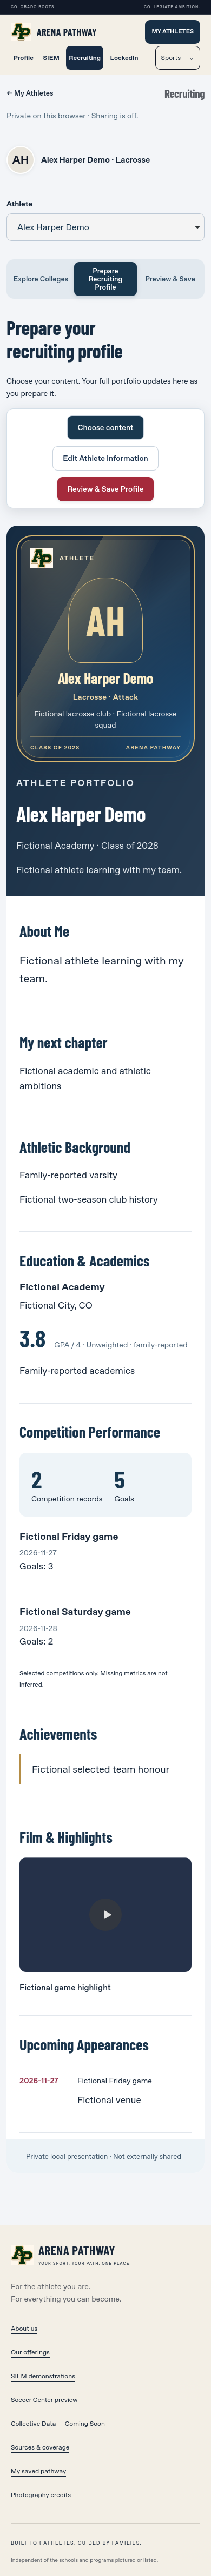 COLORADO ROOTS.
COLLEGIATE AMBITION.
AP
ARENA PATHWAY
MY ATHLETES
Profile
SIEM
Recruiting
LockedIn
Sports
← My Athletes
Recruiting
Private on this browser · Sharing is off.
AH
Alex Harper Demo · Lacrosse
Athlete
Alex Harper Demo
Explore Colleges
Prepare
Recruiting
Profile
Preview & Save
Prepare your
recruiting profile
Choose your content. Your full portfolio updates here as
you prepare it.
Choose content
Edit Athlete Information
Review & Save Profile
AP
ATHLETE
AH
Alex Harper Demo
Lacrosse · Attack
Fictional lacrosse club · Fictional lacrosse
squad
CLASS OF 2028
ARENA PATHWAY
ATHLETE PORTFOLIO
Alex Harper Demo
Fictional Academy · Class of 2028
Fictional athlete learning with my team.
About Me
Fictional athlete learning with my
team.
My next chapter
Fictional academic and athletic
ambitions
Athletic Background
Family-reported varsity
Fictional two-season club history
Education & Academics
Fictional Academy
Fictional City, CO
3.8 GPA / 4 · Unweighted · family-reported
Family-reported academics
Competition Performance
2
Competition records
5
Goals
Fictional Friday game
2026-11-27
Goals: 3
Fictional Saturday game
2026-11-28
Goals: 2
Selected competitions only. Missing metrics are not
inferred.
Achievements
Fictional selected team honour
Film & Highlights
Fictional game highlight
Upcoming Appearances
2026-11-27
Fictional Friday game
Fictional venue
Private local presentation · Not externally shared
AP
ARENA PATHWAY
YOUR SPORT. YOUR PATH. ONE PLACE.
For the athlete you are.
For everything you can become.
About us
Our offerings
SIEM demonstrations
Soccer Center preview
Collective Data — Coming Soon
Sources & coverage
My saved pathway
Photography credits
BUILT FOR ATHLETES. GUIDED BY FAMILIES.
Independent of the schools and programs pictured or listed.